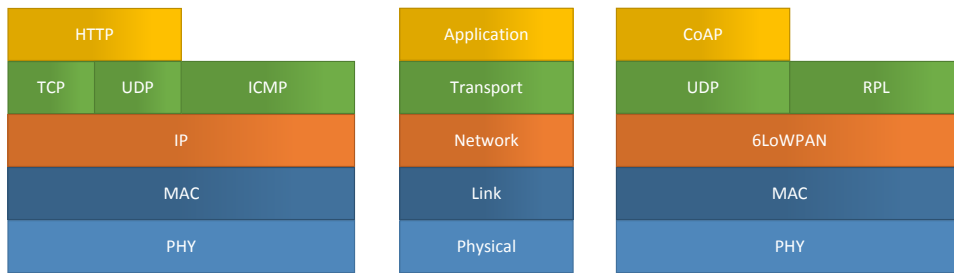 HTTP Application CoAP
TCP UDP ICMP Transport UDP RPL
IP Network 6LoWPAN
MAC Link MAC
PHY Physical PHY